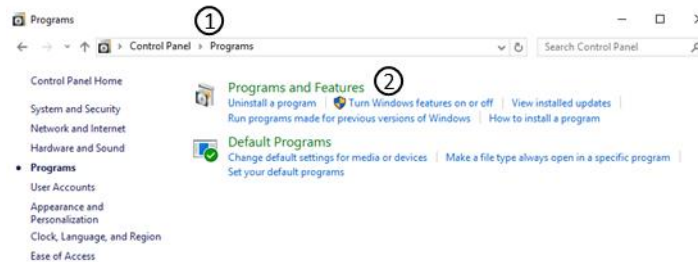 Programs
1
Control Panel > Programs
Search Control Panel
Control Panel Home
System and Security
Network and Internet
Hardware and Sound
Programs
User Accounts
Appearance and
Personalization
Clock, Language, and Region
Ease of Access
Programs and Features
2
Uninstall a program | Turn Windows features on or off | View installed updates |
Run programs made for previous versions of Windows | How to install a program
Default Programs
Change default settings for media or devices | Make a file type always open in a specific program |
Set your default programs